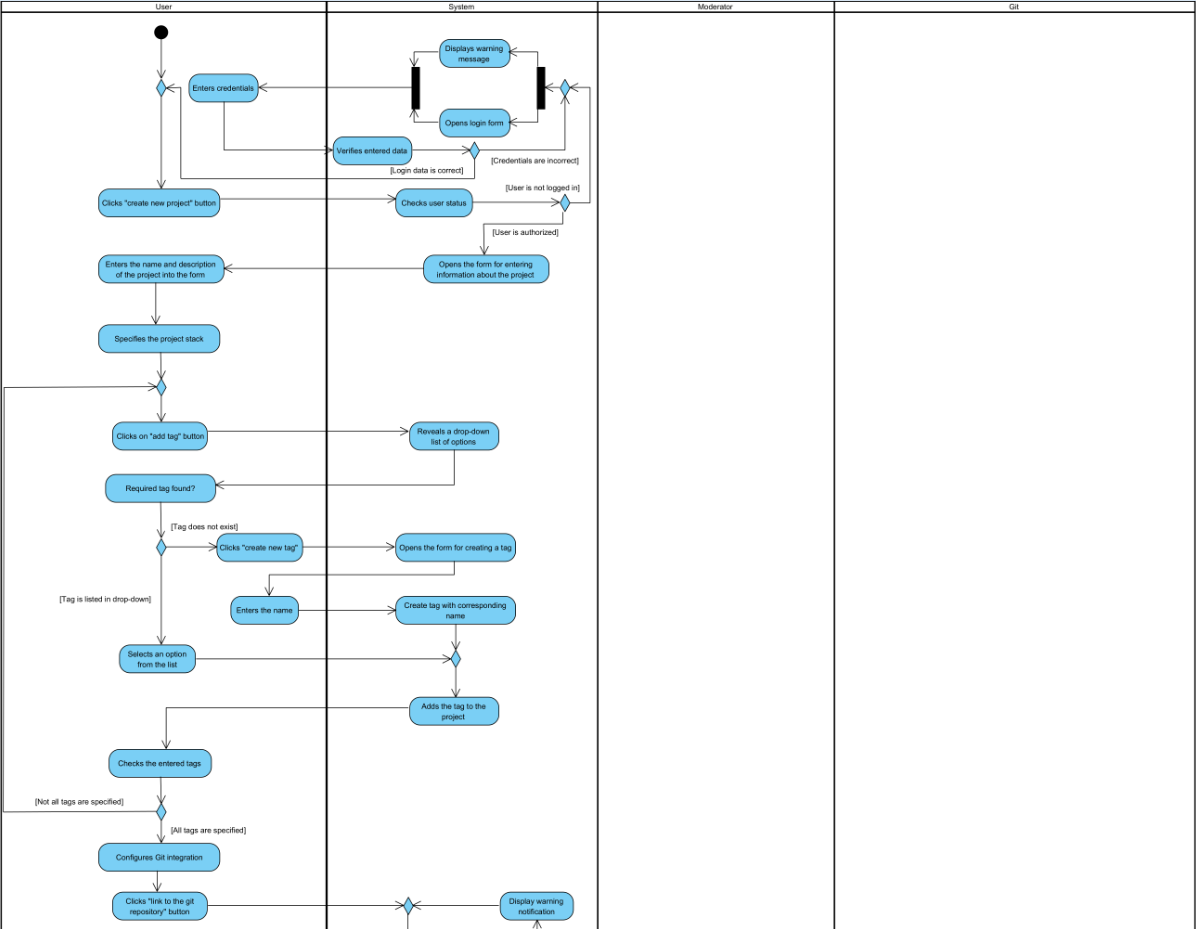 User
System
Moderator
Git
Displays warning
message
Enters credentials
Opens login form
Verifies entered data
[Credentials are incorrect]
[Login data is correct]
[User is not logged in]
Clicks "create new project" button
Checks user status
[User is authorized]
Enters the name and description
of the project into the form
Opens the form for entering
information about the project
Specifies the project stack
Clicks on "add tag" button
Reveals a drop-down
list of options
Required tag found?
[Tag does not exist]
Clicks "create new tag"
Opens the form for creating a tag
[Tag is listed in drop-down]
Enters the name
Create tag with corresponding
name
Selects an option
from the list
Adds the tag to the
project
Checks the entered tags
[Not all tags are specified]
[All tags are specified]
Configures Git integration
Clicks "link to the git
repository" button
Display warning
notification